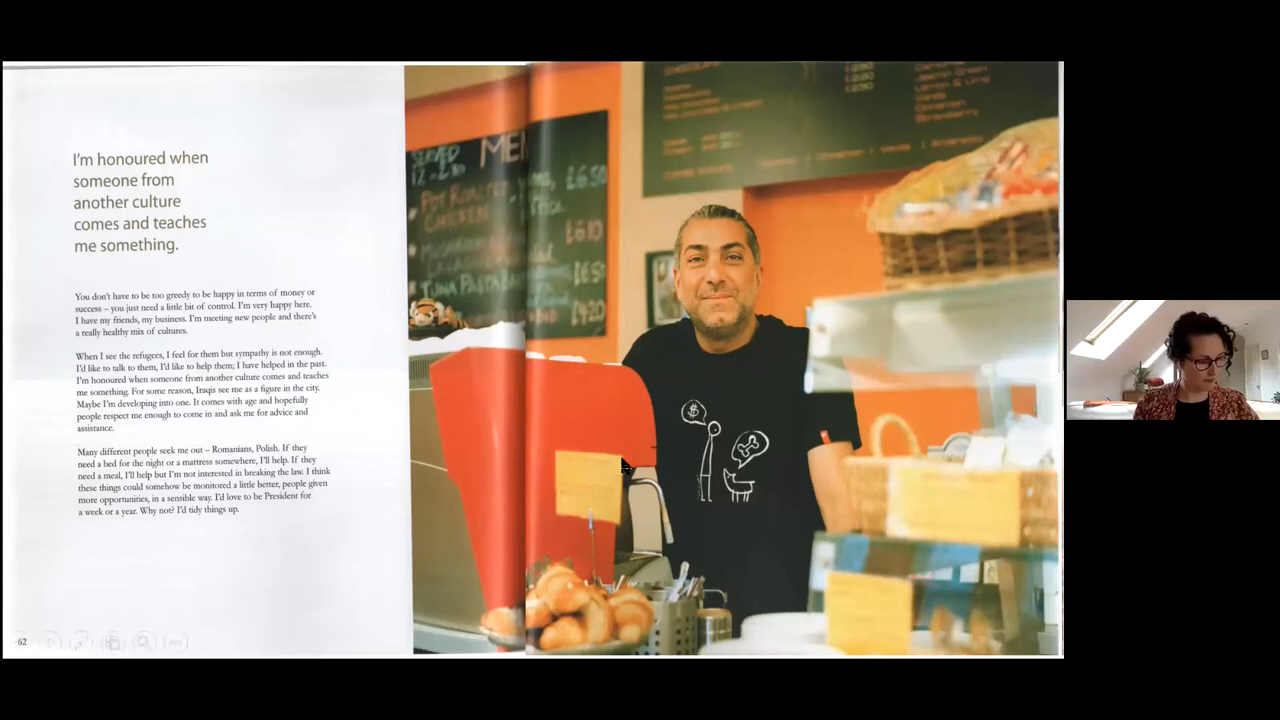 I'm honoured when
someone from
another culture
comes and teaches
me something.
You don't have to be too greedy to be happy in terms of money or
success – you just need a little bit of control. I'm very happy here.
I have my friends, my business. I'm meeting new people and there's
a really healthy mix of cultures.
When I see the refugees, I feel for them but sympathy is not enough.
I'd like to talk to them, I'd like to help them; I have helped in the past.
I'm honoured when someone from another culture comes and teaches
me something. For some reason, Iraqis see me as a figure in the city.
Maybe I'm developing into one. It comes with age and hopefully
people respect me enough to come in and ask me for advice and
assistance.
Many different people seek me out – Romanians, Polish. If they
need a bed for the night or a mattress somewhere, I'll help. If they
need a meal, I'll help but I'm not interested in breaking the law. I think
these things could somehow be monitored a little better, people given
more opportunities, in a sensible way. I'd love to be President for
a week or a year. Why not? I'd tidy things up.
62
SERVED
12-2.30
POT ROASTED
£6.50
CHICKEN
£6.10
TUNA PASTA
£4.20
Vanilla
Cinnamon
Strawberry
$